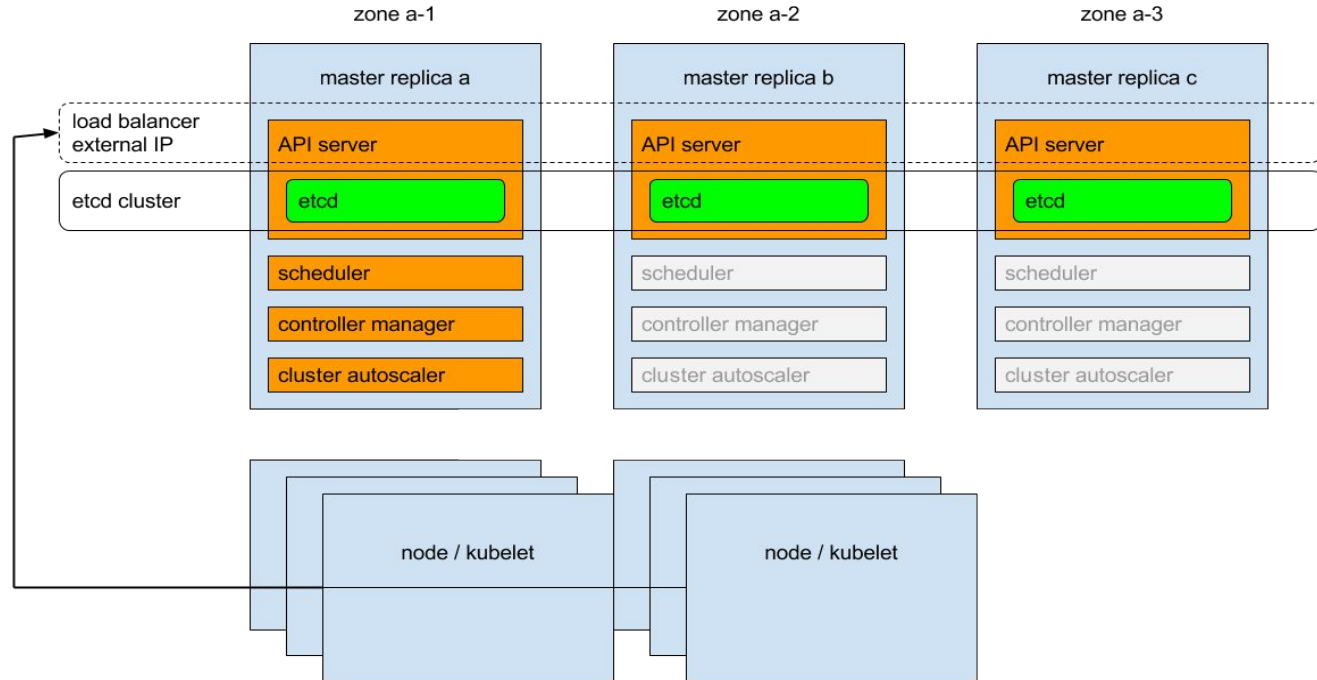 zone a-1
zone a-2
zone a-3
master replica a
master replica b
master replica c
load balancer
external IP
API server
API server
API server
etcd cluster
etcd
etcd
etcd
scheduler
scheduler
scheduler
controller manager
controller manager
controller manager
cluster autoscaler
cluster autoscaler
cluster autoscaler
node / kubelet
node / kubelet